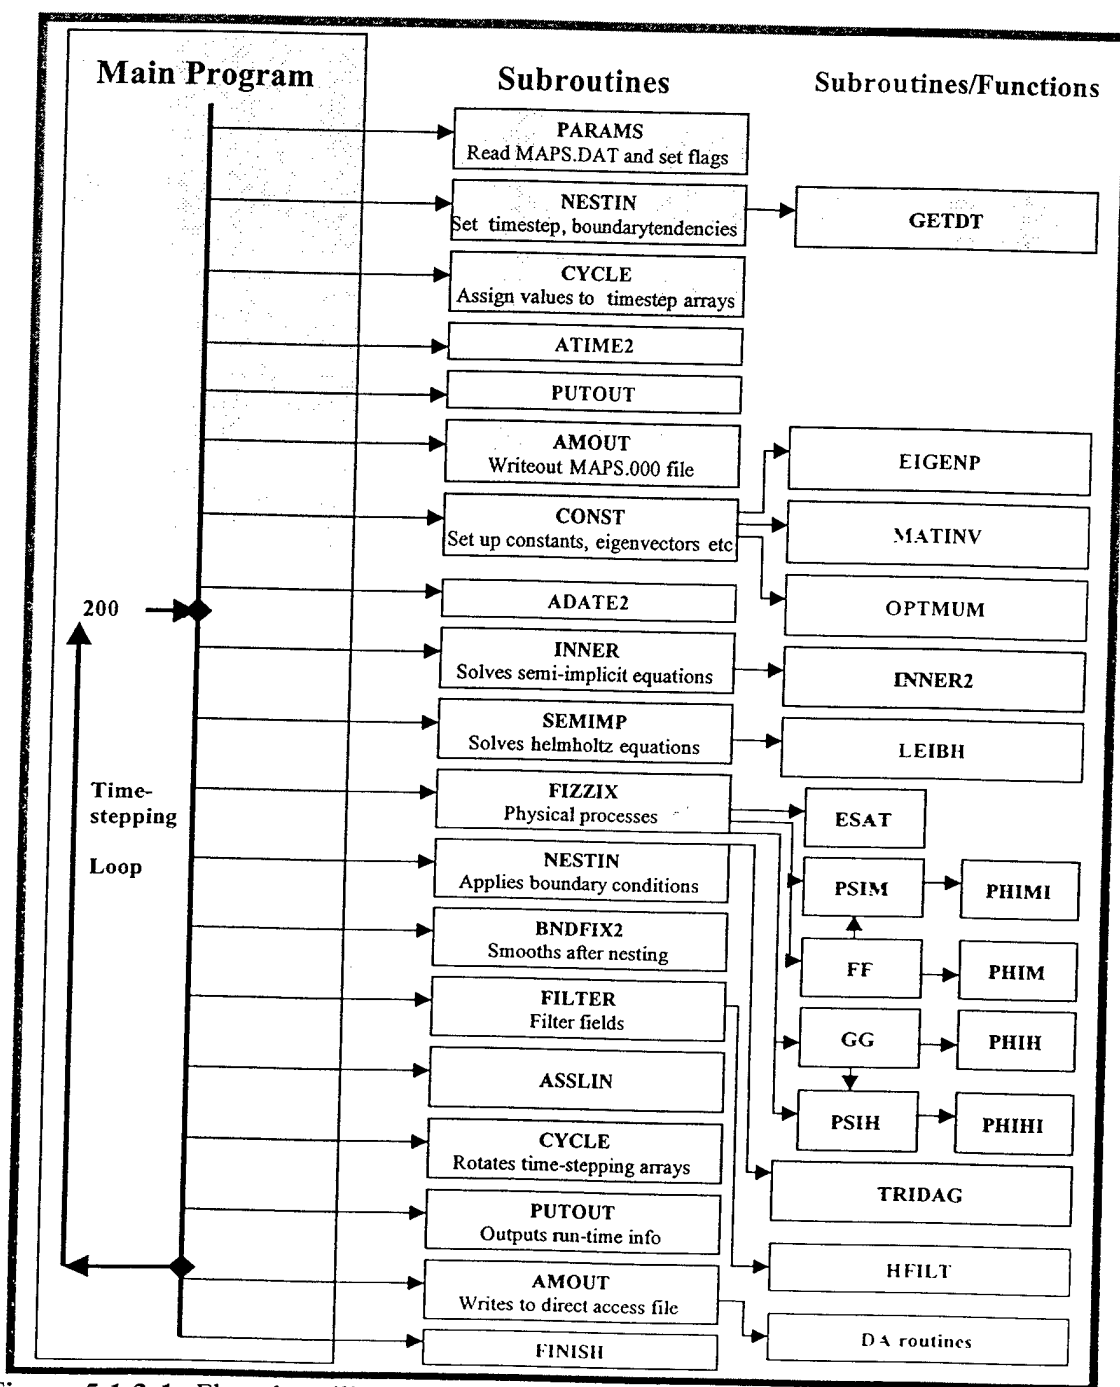 Main Program
Subroutines
Subroutines/Functions
PARAMS
Read MAPS.DAT and set flags
NESTIN
Set timestep, boundarytendencies
GETDT
CYCLE
Assign values to timestep arrays
ATIME2
PUTOUT
AMOUT
Writeout MAPS.000 file
EIGENP
CONST
Set up constants, eigenvectors etc
MATINV
OPTMUM
200
ADATE2
INNER
Solves semi-implicit equations
INNER2
SEMIMP
Solves helmholtz equations
LEIBH
Time-
stepping
Loop
FIZZIX
Physical processes
ESAT
NESTIN
Applies boundary conditions
PSIM
PHIMI
BNDFIX2
Smooths after nesting
FF
PHIM
FILTER
Filter fields
GG
PHIH
ASSLIN
PSIH
PHIHI
CYCLE
Rotates time-stepping arrays
TRIDAG
PUTOUT
Outputs run-time info
HFILT
AMOUT
Writes to direct access file
DA routines
FINISH